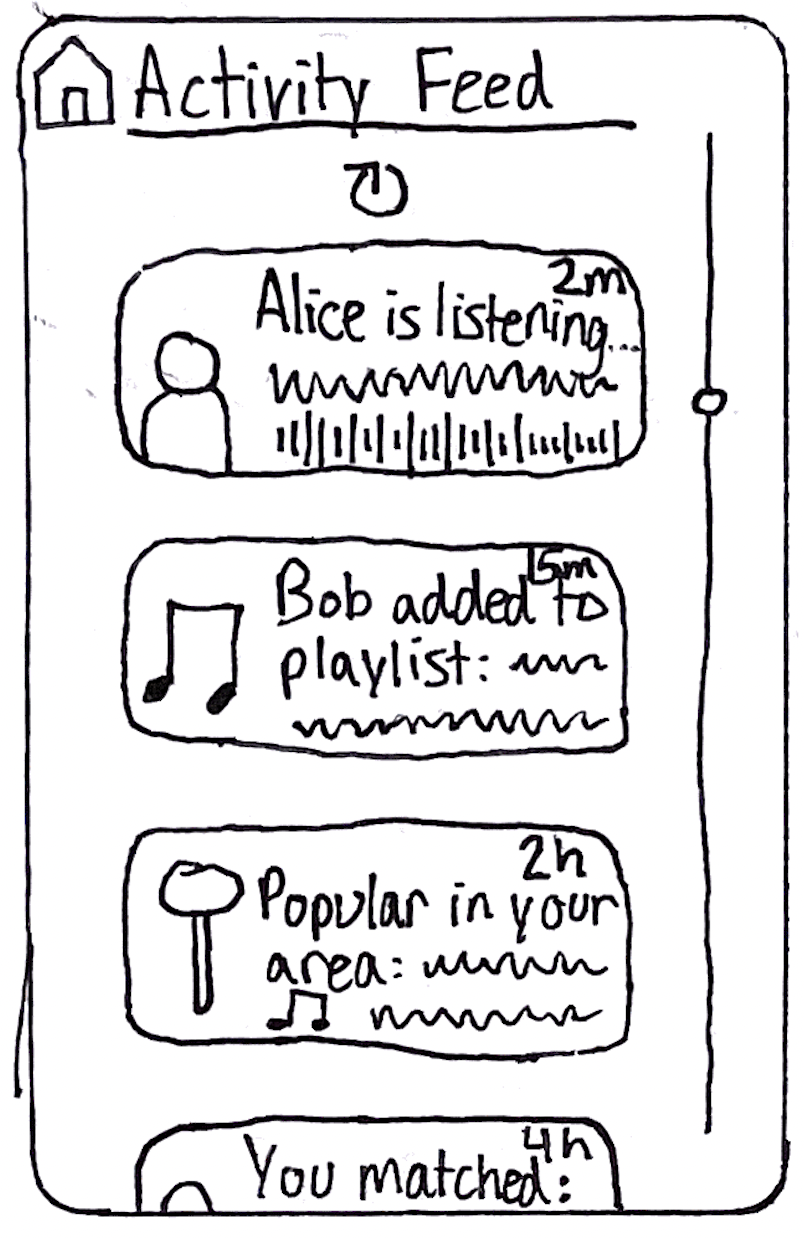 Activity Feed
2m
Alice is listening...
15m
Bob added to
playlist:
2h
Popular in your
area:
4h
You matched: